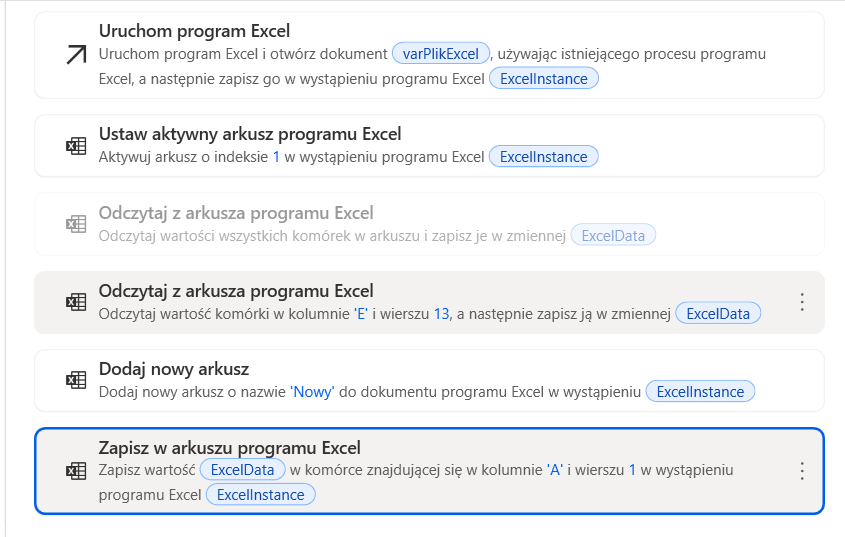 Uruchom program Excel
Uruchom program Excel i otwórz dokument varPlikExcel , używając istniejącego procesu programu
Excel, a następnie zapisz go w wystąpieniu programu Excel ExcelInstance
Ustaw aktywny arkusz programu Excel
Aktywuj arkusz o indeksie 1 w wystąpieniu programu Excel ExcelInstance
Odczytaj z arkusza programu Excel
Odczytaj wartości wszystkich komórek w arkuszu i zapisz je w zmiennej ExcelData
Odczytaj z arkusza programu Excel
Odczytaj wartość komórki w kolumnie 'E' i wierszu 13, a następnie zapisz ją w zmiennej ExcelData
Dodaj nowy arkusz
Dodaj nowy arkusz o nazwie 'Nowy' do dokumentu programu Excel w wystąpieniu ExcelInstance
Zapisz w arkuszu programu Excel
Zapisz wartość ExcelData w komórce znajdującej się w kolumnie 'A' i wierszu 1 w wystąpieniu
programu Excel ExcelInstance